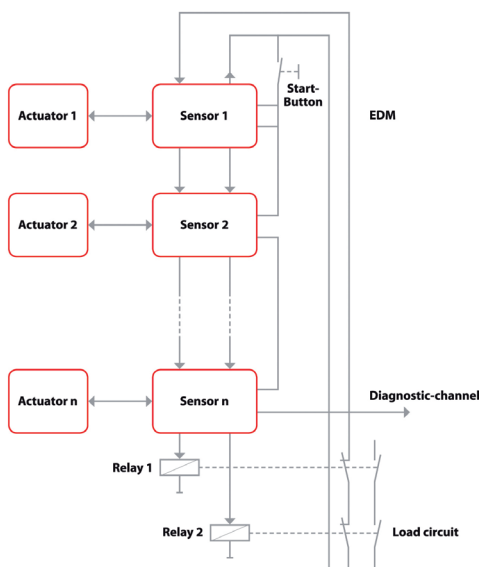 Actuator 1
Sensor 1
Start-
Button
EDM
Actuator 2
Sensor 2
Actuator n
Sensor n
Diagnostic-channel
Relay 1
Relay 2
Load circuit